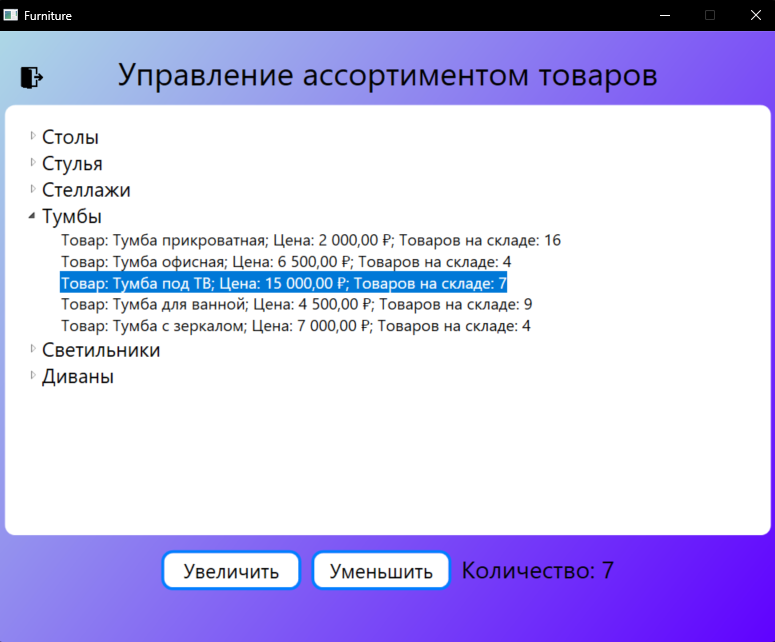 Furniture
Управление ассортиментом товаров
Столы
Стулья
Стеллажи
Тумбы
Товар: Тумба прикроватная; Цена: 2 000,00 ₽; Товаров на складе: 16
Товар: Тумба офисная; Цена: 6 500,00 ₽; Товаров на складе: 4
Товар: Тумба под ТВ; Цена: 15 000,00 ₽; Товаров на складе: 7
Товар: Тумба для ванной; Цена: 4 500,00 ₽; Товаров на складе: 9
Товар: Тумба с зеркалом; Цена: 7 000,00 ₽; Товаров на складе: 4
Светильники
Диваны
Увеличить Уменьшить Количество: 7